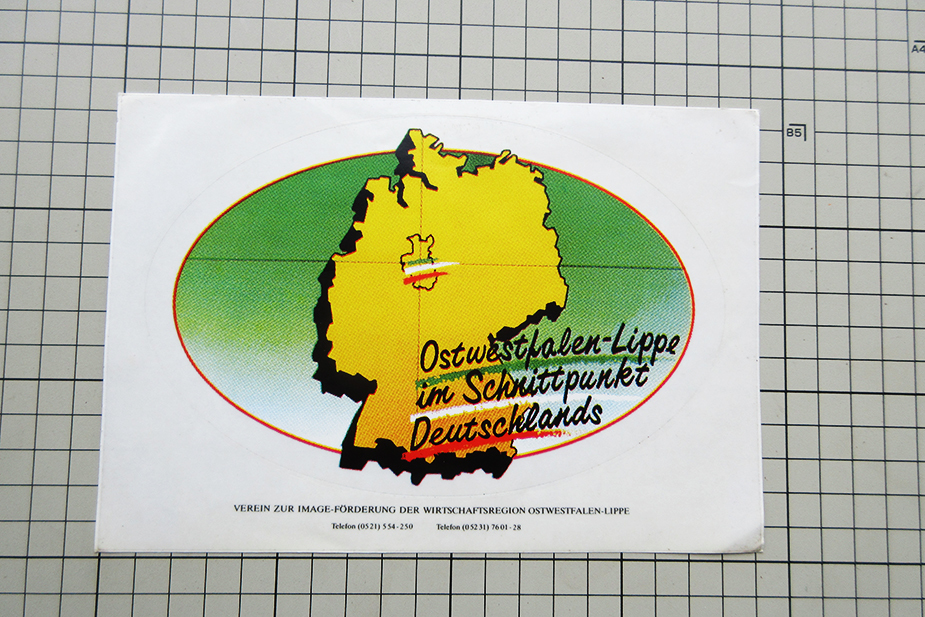 A4
B5
Ostwestfalen-Lippe
im Schnittpunkt
Deutschlands
VEREIN ZUR IMAGE-FÖRDERUNG DER WIRTSCHAFTSREGION OSTWESTFALEN-LIPPE
Telefon (0521) 554-250 Telefon (05231) 7601-28